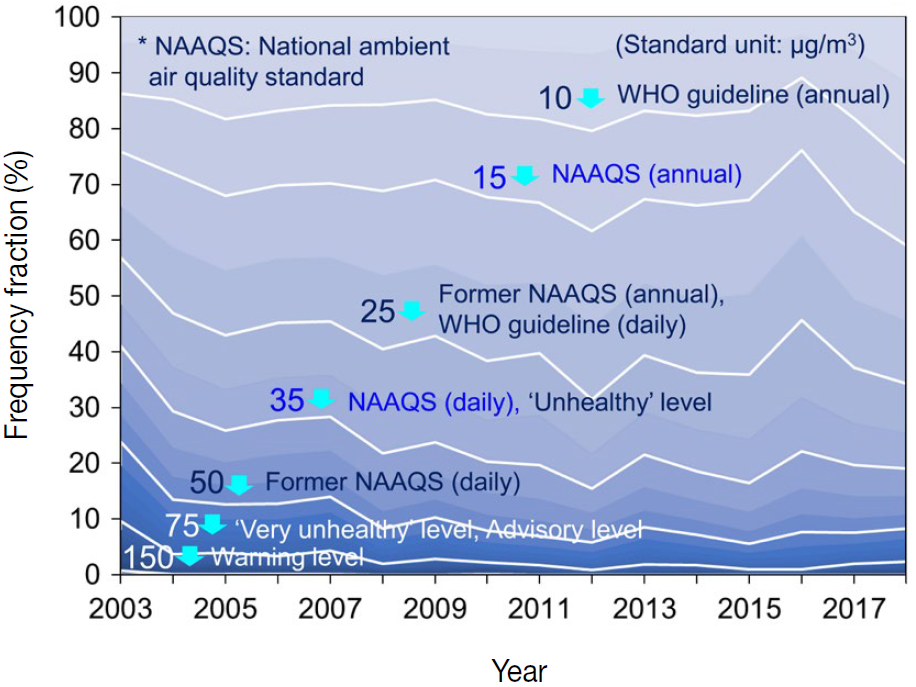 * NAAQS: National ambient
air quality standard
(Standard unit: µg/m³)
10 WHO guideline (annual)
15 NAAQS (annual)
25 Former NAAQS (annual),
WHO guideline (daily)
35 NAAQS (daily), ‘Unhealthy’ level
50 Former NAAQS (daily)
75 ‘Very unhealthy’ level, Advisory level
150 Warning level
Frequency fraction (%)
100
90
80
70
60
50
40
30
20
10
0
2003 2005 2007 2009 2011 2013 2015 2017
Year